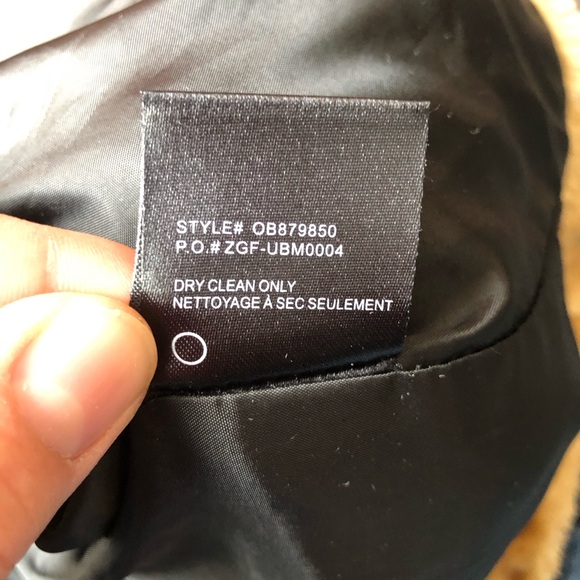 STYLE# OB879850
P.O.# ZGF-UBM0004
DRY CLEAN ONLY
NETTOYAGE À SEC SEULEMENT